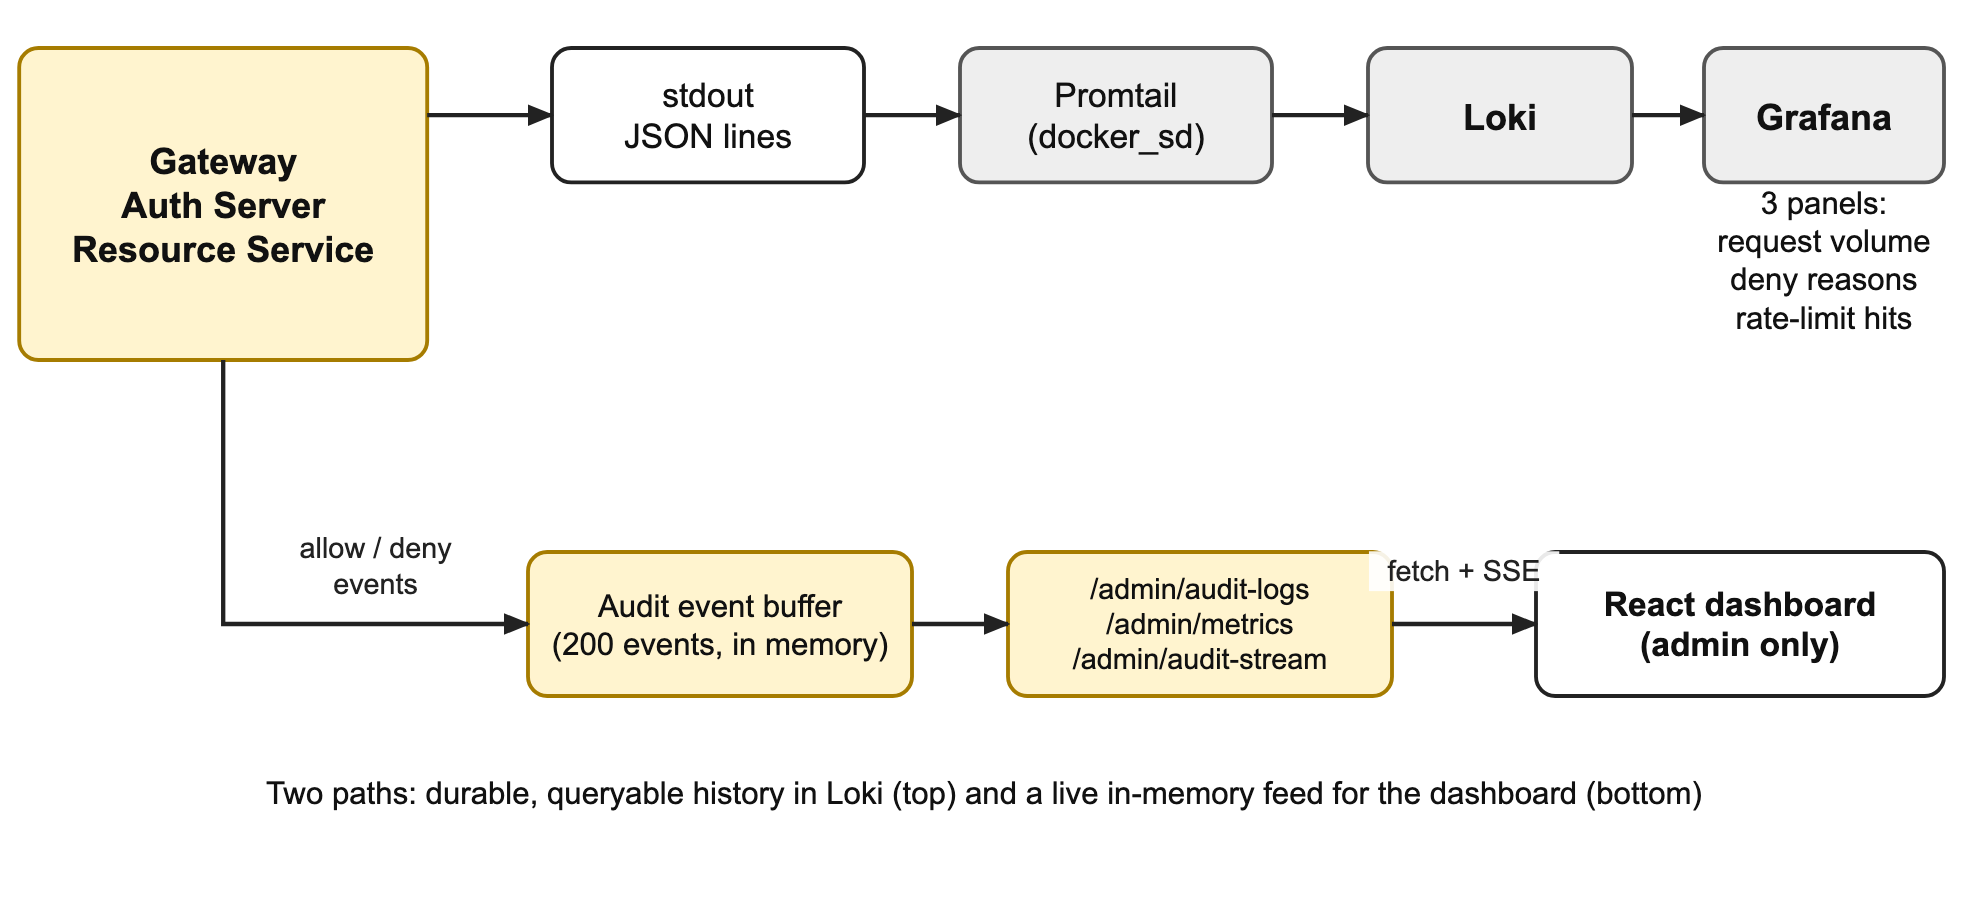 Gateway
Auth Server
Resource Service
stdout
JSON lines
Promtail
(docker_sd)
Loki
Grafana
3 panels:
request volume
deny reasons
rate-limit hits
allow / deny
events
Audit event buffer
(200 events, in memory)
/admin/audit-logs
/admin/metrics
/admin/audit-stream
fetch + SSE
React dashboard
(admin only)
Two paths: durable, queryable history in Loki (top) and a live in-memory feed for the dashboard (bottom)